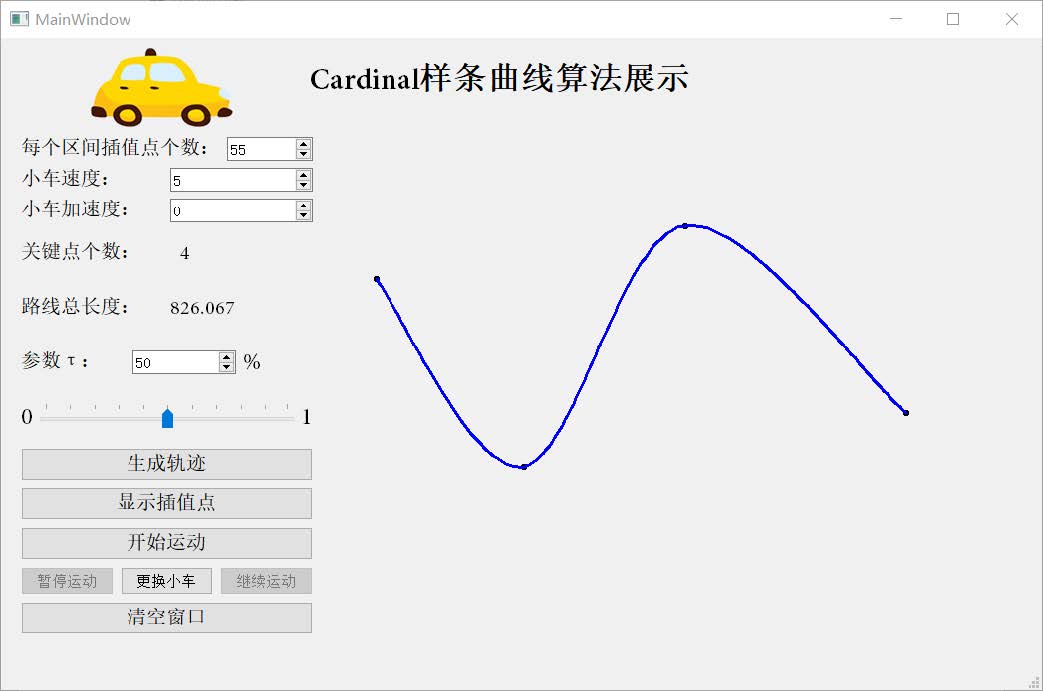 MainWindow
Cardinal样条曲线算法展示
每个区间插值点个数： 55
小车速度： 5
小车加速度： 0
关键点个数： 4
路线总长度： 826.067
参数τ： 50 %
0 1
生成轨迹
显示插值点
开始运动
暂停运动 更换小车 继续运动
清空窗口